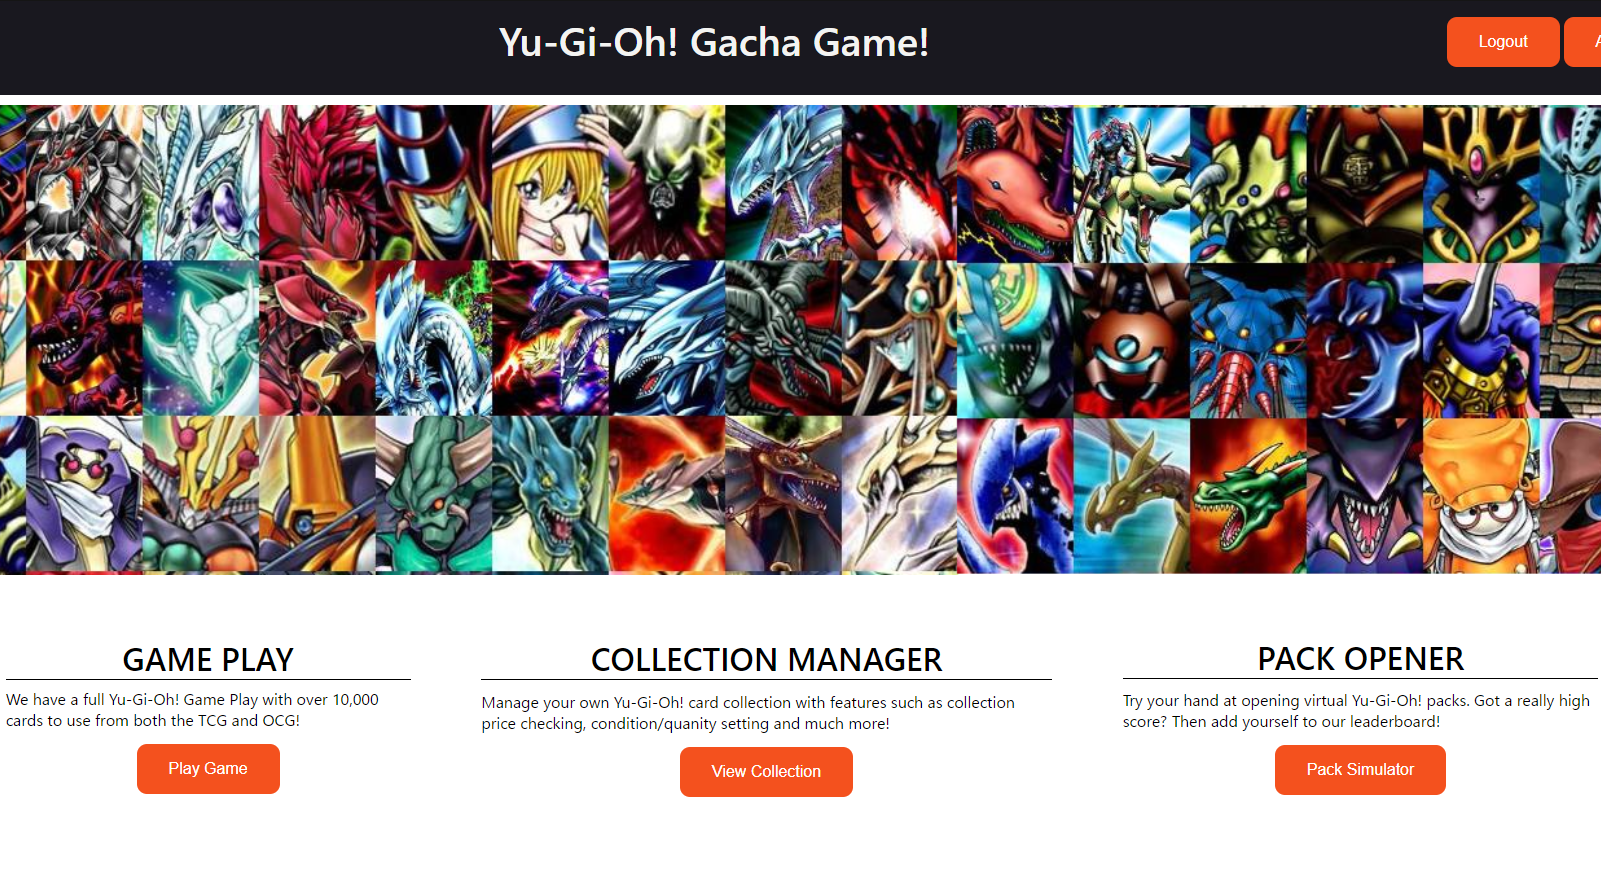 Yu-Gi-Oh! Gacha Game!
Logout
GAME PLAY
We have a full Yu-Gi-Oh! Game Play with over 10,000
cards to use from both the TCG and OCG!
Play Game
COLLECTION MANAGER
Manage your own Yu-Gi-Oh! card collection with features such as collection
price checking, condition/quanity setting and much more!
View Collection
PACK OPENER
Try your hand at opening virtual Yu-Gi-Oh! packs. Got a really high
score? Then add yourself to our leaderboard!
Pack Simulator